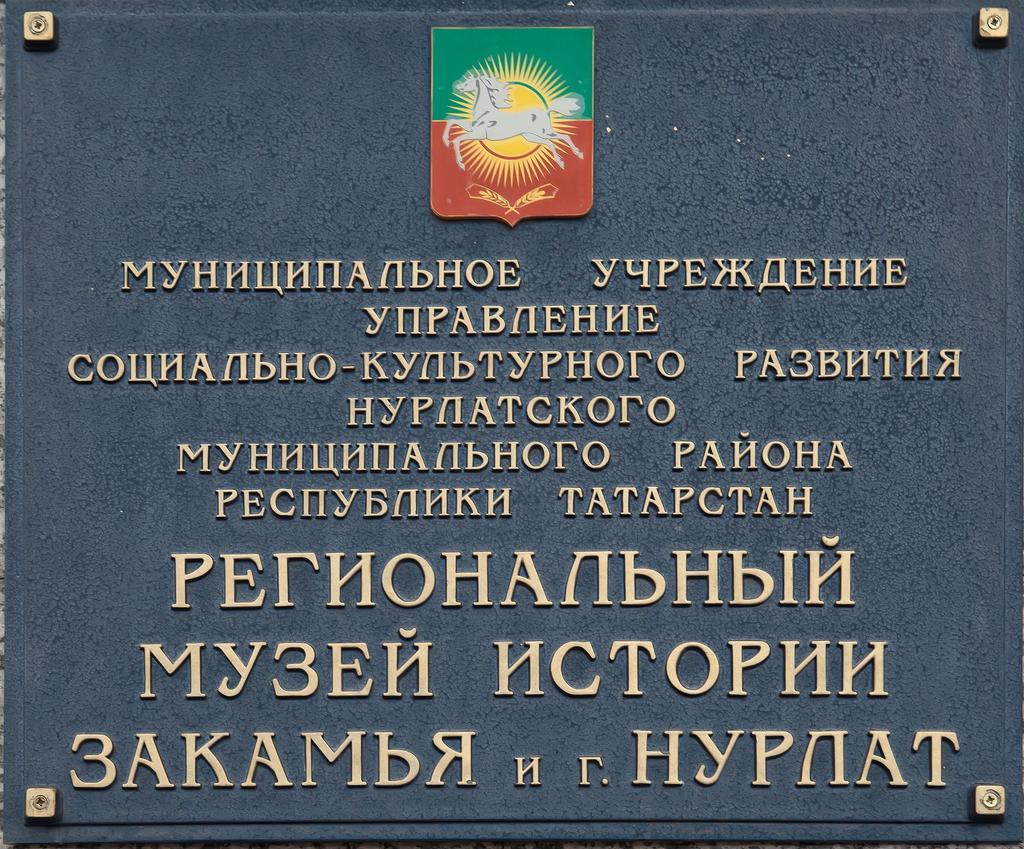 МУНИЦИПАЛЬНОЕ УЧРЕЖДЕНИЕ
УПРАВЛЕНИЕ
СОЦИАЛЬНО-КУЛЬТУРНОГО РАЗВИТИЯ
НУРЛАТСКОГО
МУНИЦИПАЛЬНОГО РАЙОНА
РЕСПУБЛИКИ ТАТАРСТАН
РЕГИОНАЛЬНЫЙ
МУЗЕЙ ИСТОРИИ
ЗАКАМЬЯ и г. НУРЛАТ